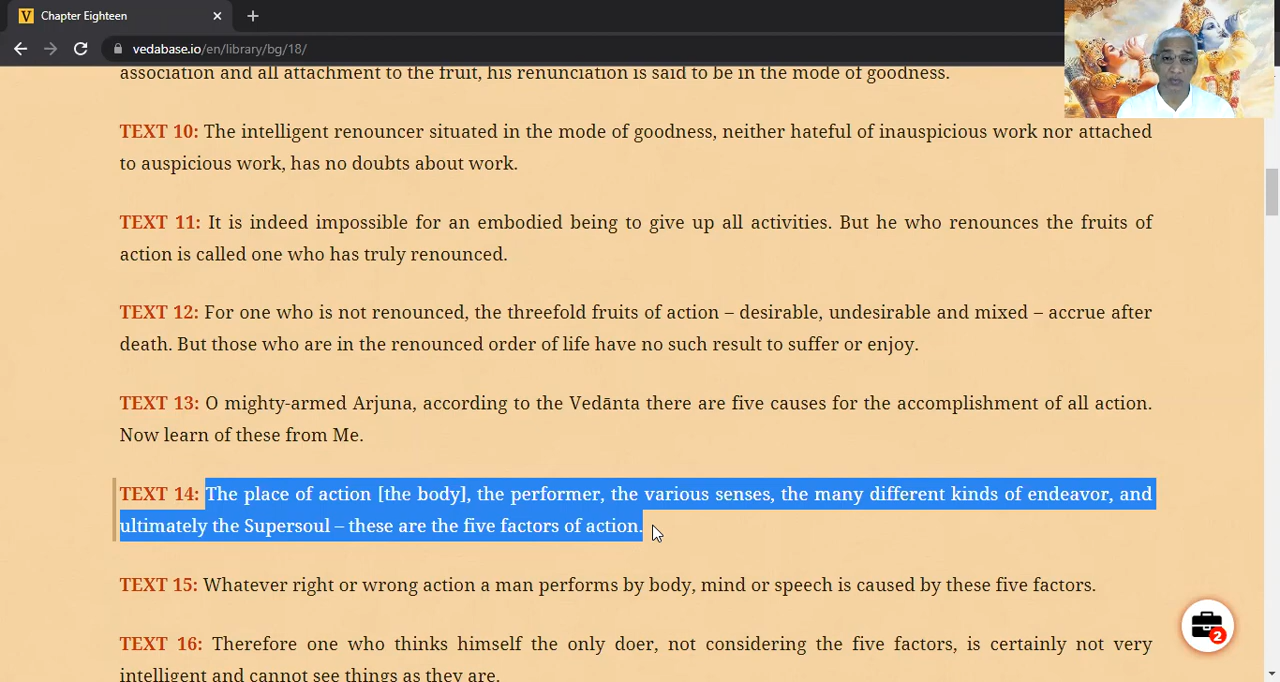 Chapter Eighteen
vedabase.io/en/library/bg/18/
association and all attachment to the fruit, his renunciation is said to be in the mode of goodness.
TEXT 10: The intelligent renouncer situated in the mode of goodness, neither hateful of inauspicious work nor attached
to auspicious work, has no doubts about work.
TEXT 11: It is indeed impossible for an embodied being to give up all activities. But he who renounces the fruits of
action is called one who has truly renounced.
TEXT 12: For one who is not renounced, the threefold fruits of action – desirable, undesirable and mixed – accrue after
death. But those who are in the renounced order of life have no such result to suffer or enjoy.
TEXT 13: O mighty-armed Arjuna, according to the Vedānta there are five causes for the accomplishment of all action.
Now learn of these from Me.
TEXT 14: The place of action [the body], the performer, the various senses, the many different kinds of endeavor, and
ultimately the Supersoul – these are the five factors of action.
TEXT 15: Whatever right or wrong action a man performs by body, mind or speech is caused by these five factors.
2
TEXT 16: Therefore one who thinks himself the only doer, not considering the five factors, is certainly not very
intelligent and cannot see things as they are.